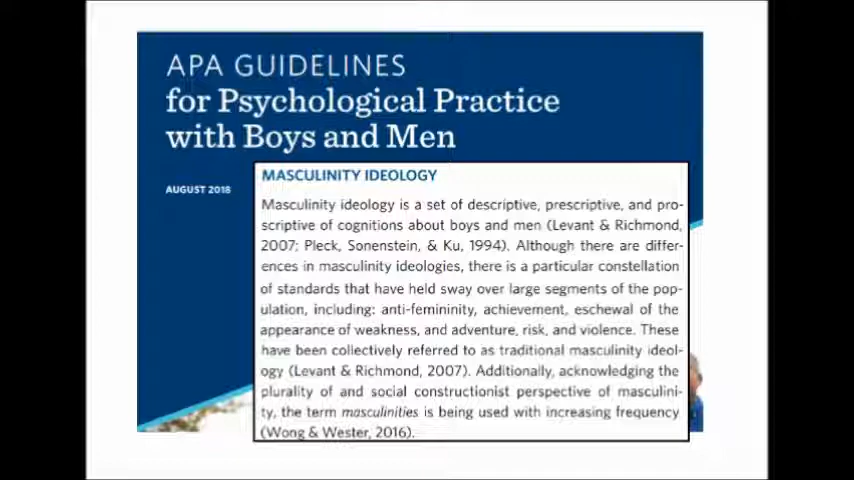 APA GUIDELINES
for Psychological Practice
with Boys and Men
AUGUST 2018
MASCULINITY IDEOLOGY
Masculinity ideology is a set of descriptive, prescriptive, and pro-
scriptive of cognitions about boys and men (Levant & Richmond,
2007; Pleck, Sonenstein, & Ku, 1994). Although there are differ-
ences in masculinity ideologies, there is a particular constellation
of standards that have held sway over large segments of the pop-
ulation, including: anti-femininity, achievement, eschewal of the
appearance of weakness, and adventure, risk, and violence. These
have been collectively referred to as traditional masculinity ideol-
ogy (Levant & Richmond, 2007). Additionally, acknowledging the
plurality of and social constructionist perspective of masculini-
ty, the term masculinities is being used with increasing frequency
(Wong & Wester, 2016).